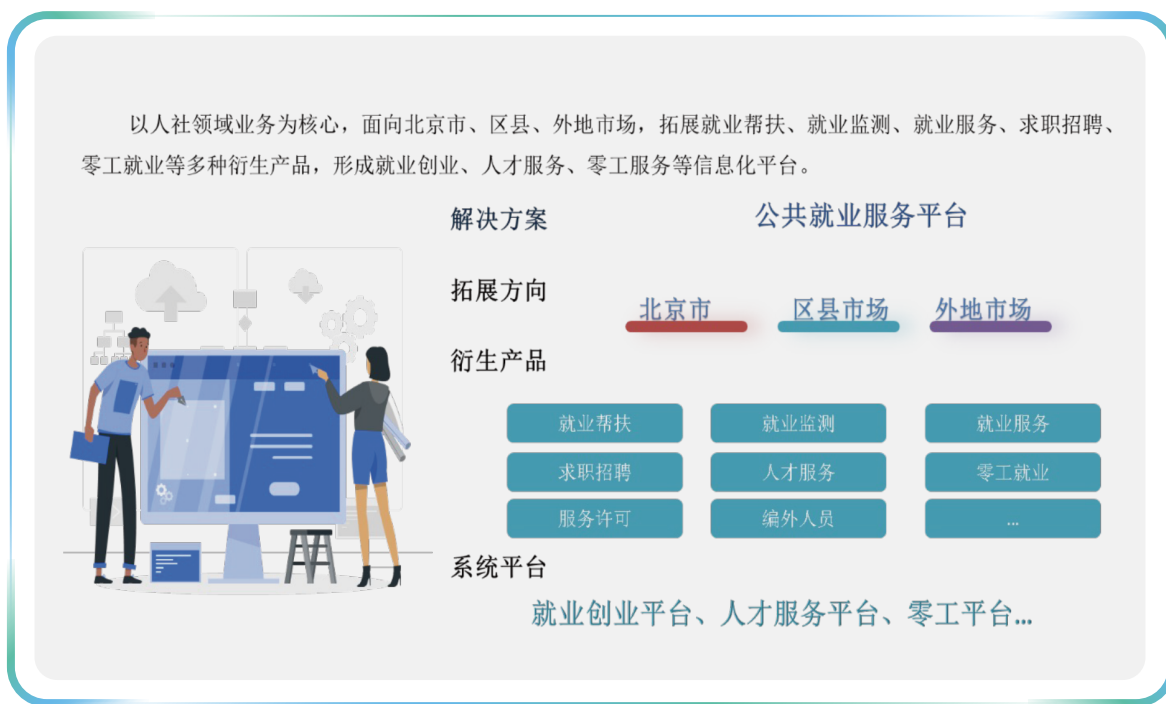 以人社领域业务为核心，面向北京市、区县、外地市场，拓展就业帮扶、就业监测、就业服务、求职招聘、
零工就业等多种衍生产品，形成就业创业、人才服务、零工服务等信息化平台。
解决方案
公共就业服务平台
拓展方向
北京市
区县市场
外地市场
衍生产品
就业帮扶
就业监测
就业服务
求职招聘
人才服务
零工就业
服务许可
编外人员
...
系统平台
就业创业平台、人才服务平台、零工平台...